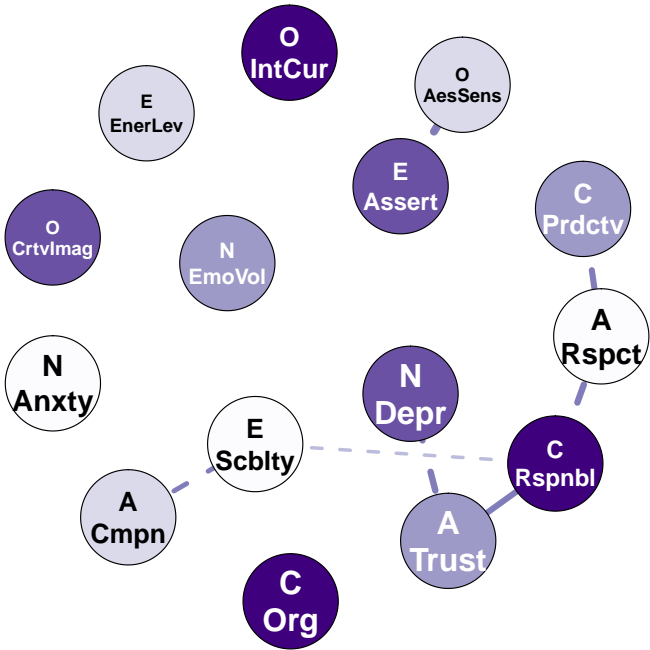 O
IntCur
O
AesSens
E
EnerLev
E
Assert
C
Prdctv
O
CrtvImag
N
EmoVol
A
Rspct
N
Anxty
N
Depr
E
Scblty
C
Rspnbl
A
Cmpn
A
Trust
C
Org